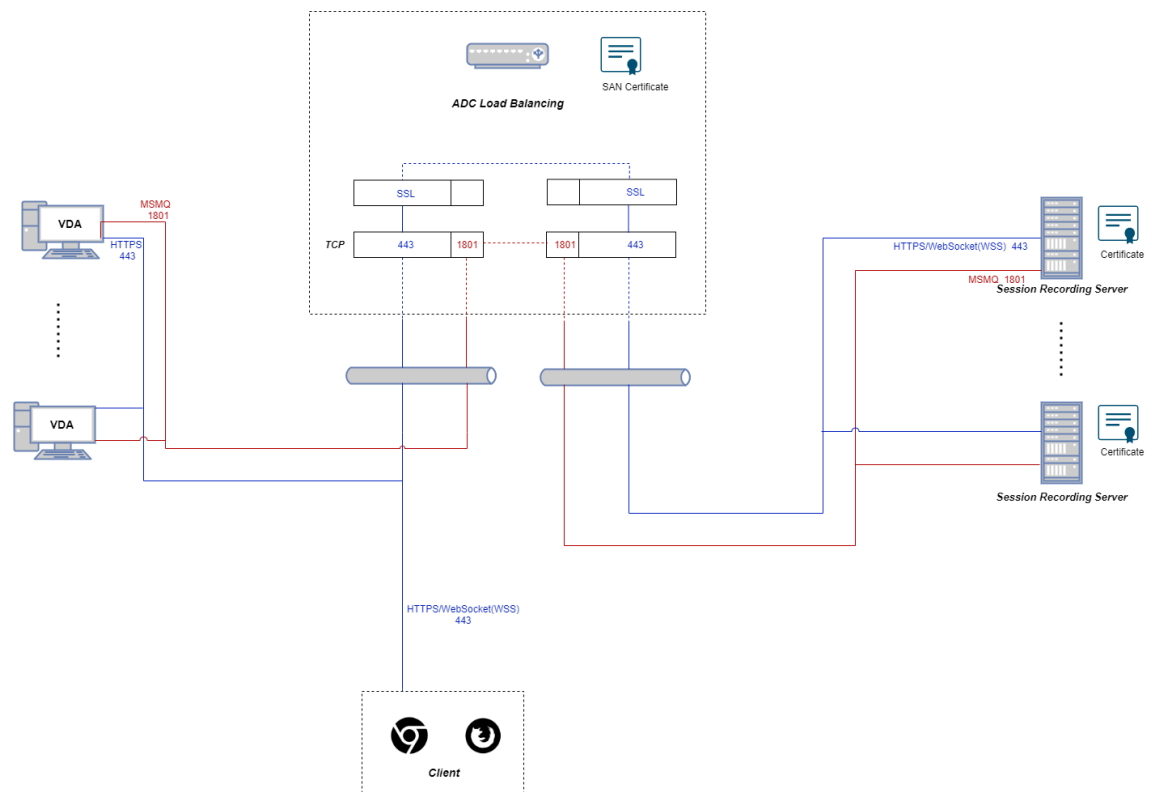 SAN Certificate
ADC Load Balancing
SSL
SSL
TCP
443
1801
1801
443
VDA
MSMQ
1801
HTTPS
443
VDA
HTTPS/WebSocket(WSS) 443
Certificate
MSMQ 1801
Session Recording Server
Certificate
Session Recording Server
HTTPS/WebSocket(WSS)
443
Client